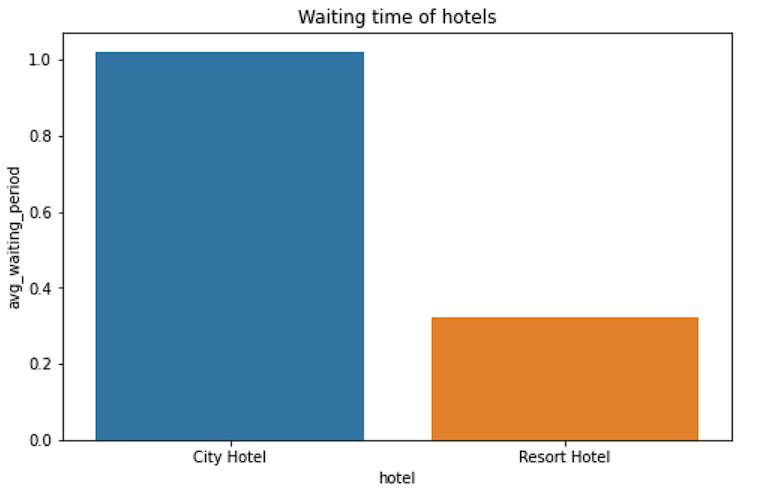 Waiting time of hotels
avg_waiting_period
1.0
0.8
0.6
0.4
0.2
0.0
City Hotel
Resort Hotel
hotel